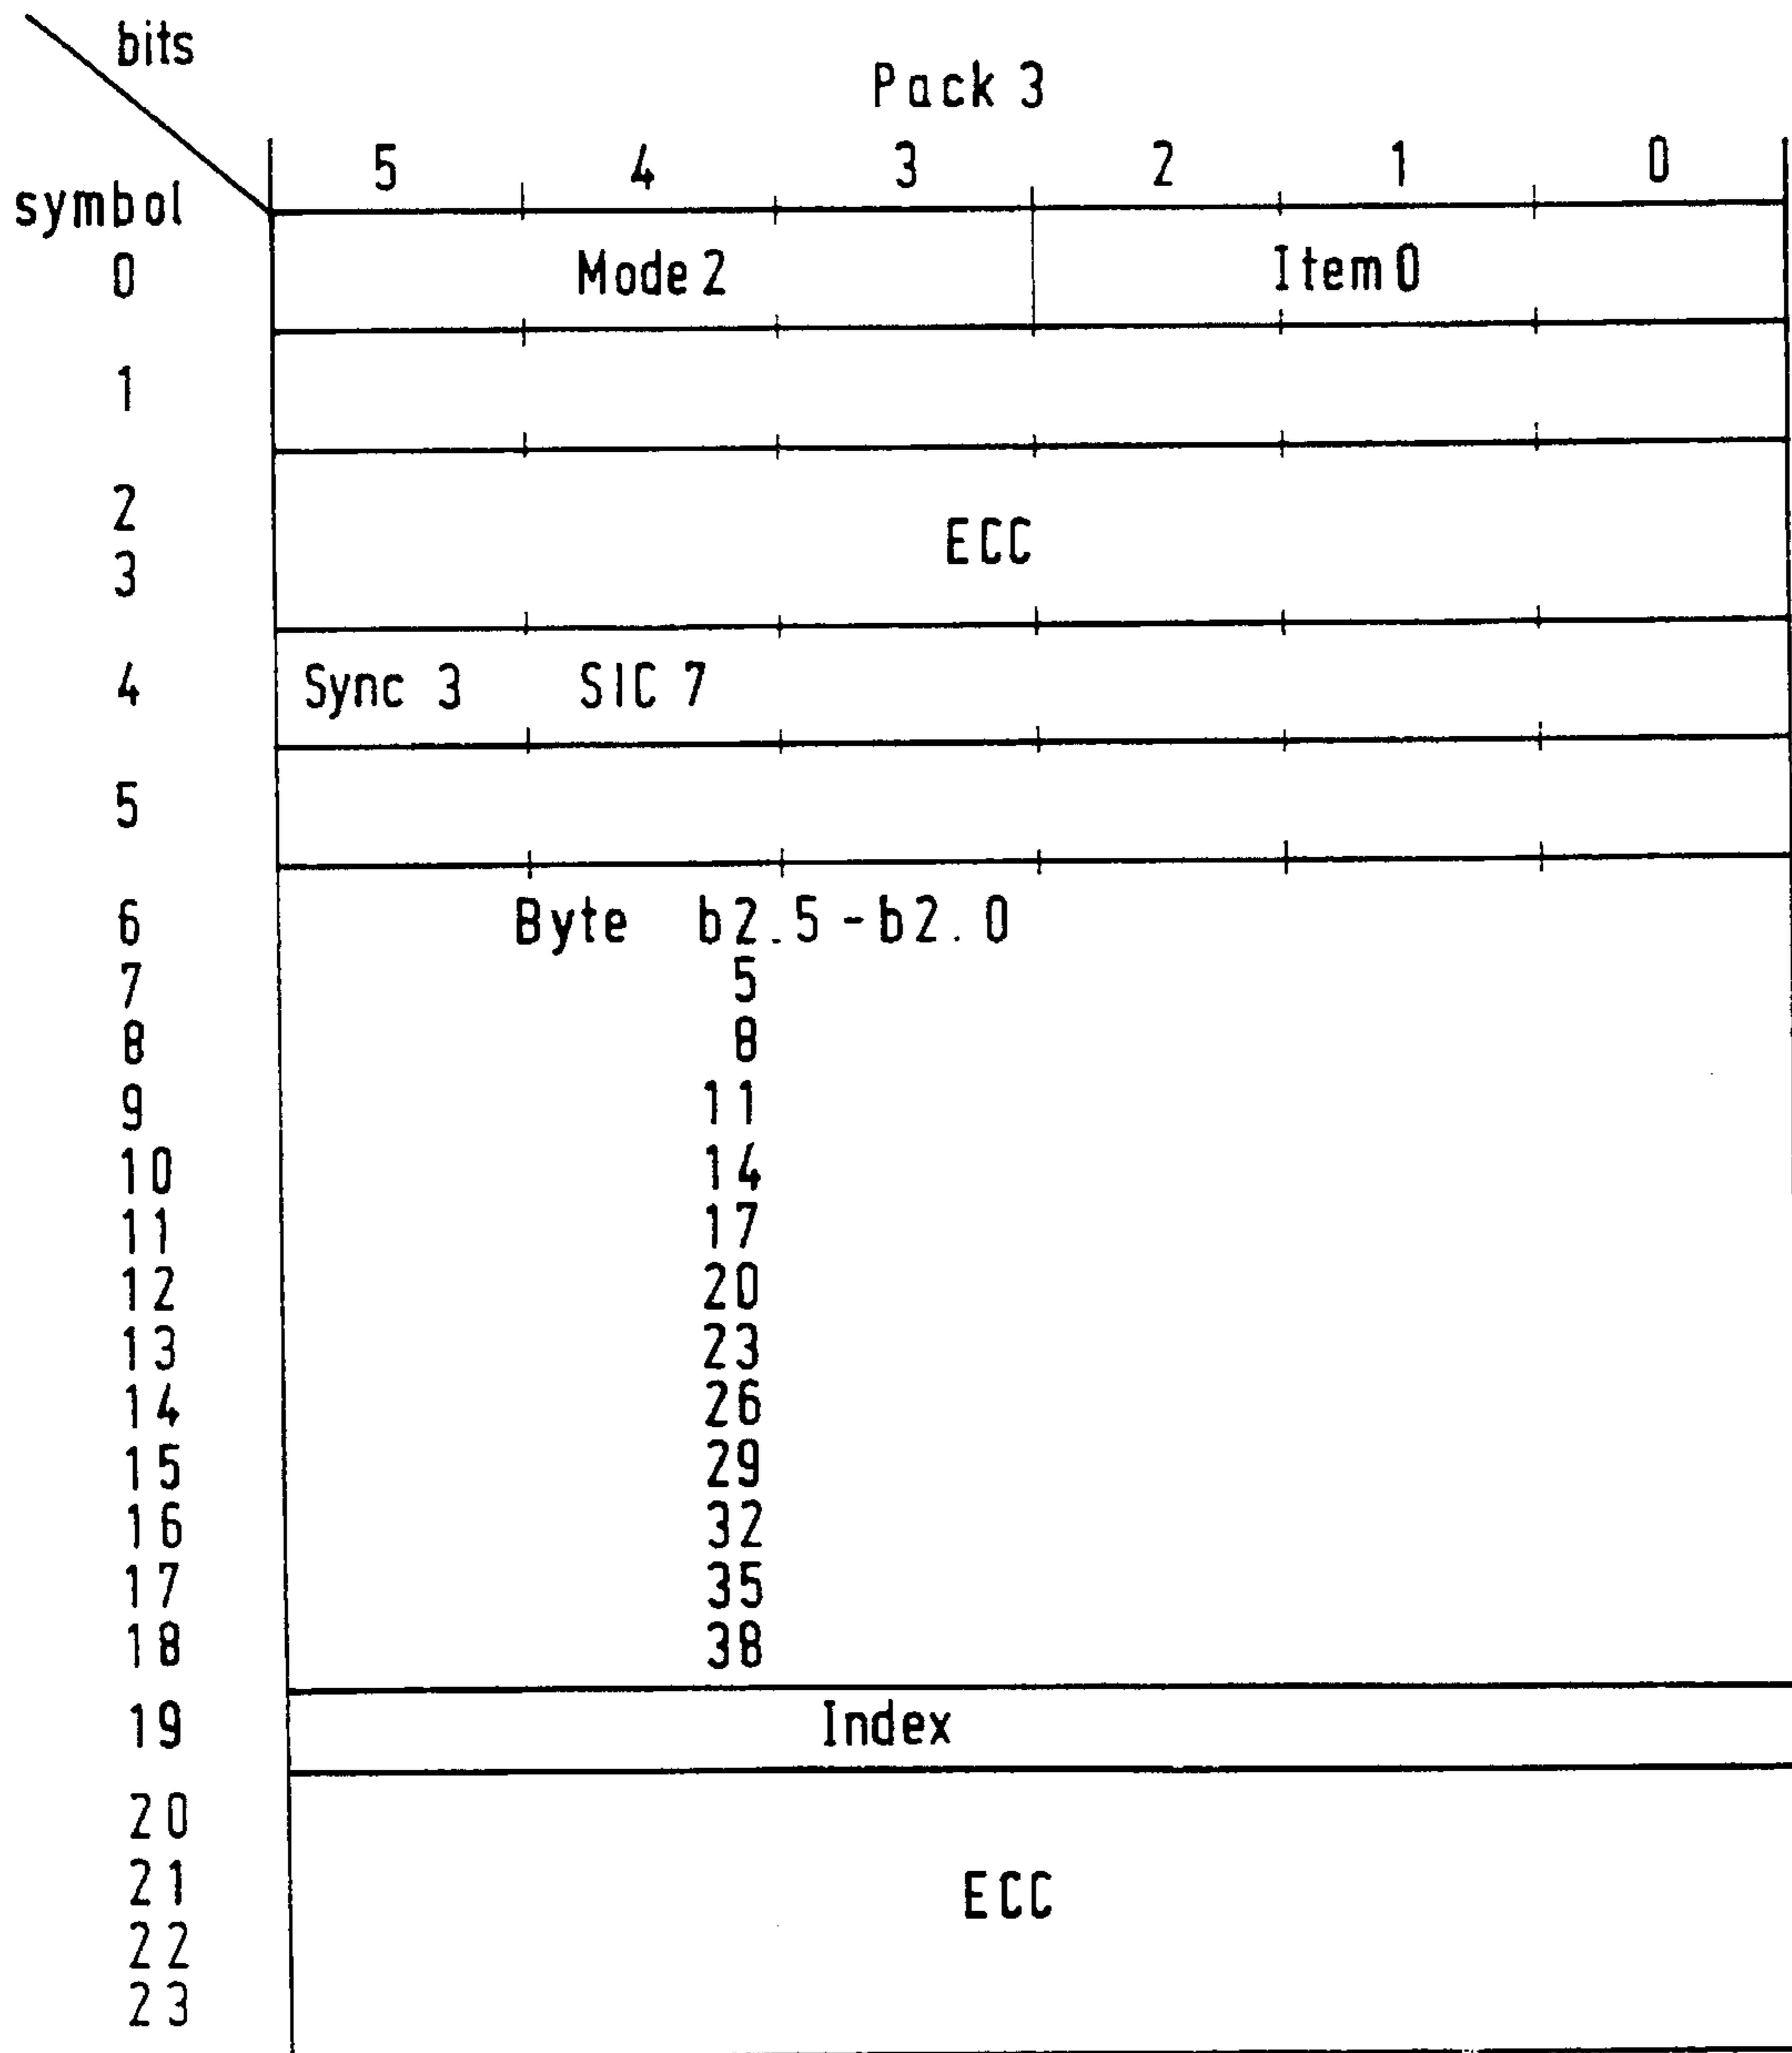 bits
Pack 3
5 4 3 2 1 0
symbol
0 Mode 2 Item 0
1
2
ECC
3
4 Sync 3 SIC 7
5
6 Byte b2.5-b2.0
7 5
8 8
9 11
10 14
11 17
12 20
13 23
14 26
15 29
16 32
17 35
18 38
19 Index
20
21 ECC
22
23